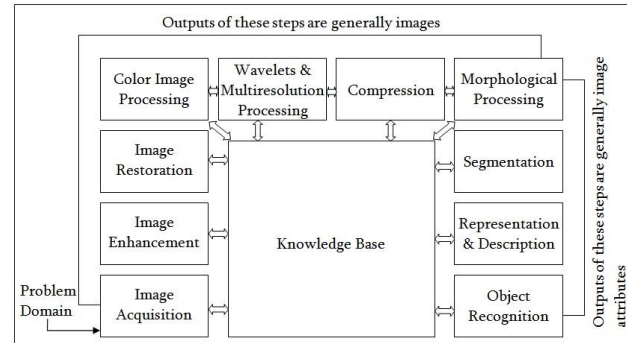 Outputs of these steps are generally images
Color Image
Processing
Wavelets &
Multiresolution
Processing
Compression
Morphological
Processing
Image
Restoration
Segmentation
Image
Enhancement
Knowledge Base
Representation
& Description
Problem
Domain
Image
Acquisition
Object
Recognition
Outputs of these steps are generally image
attributes